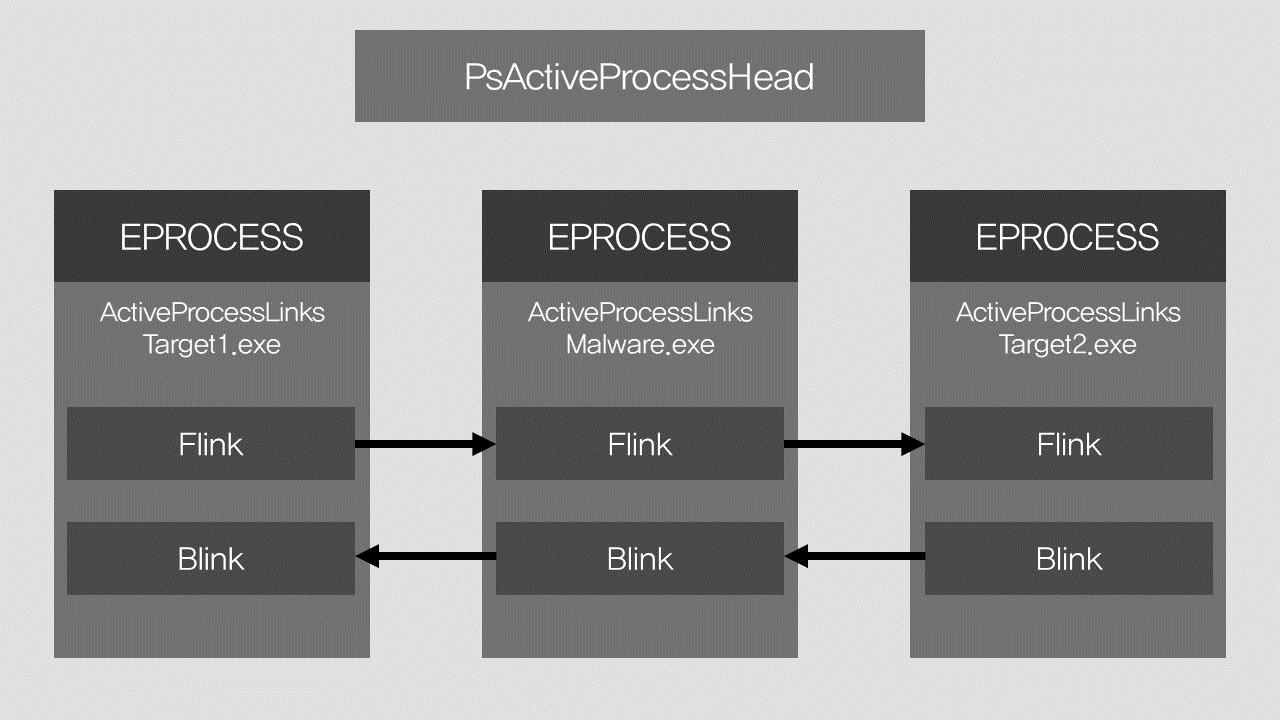 PsActiveProcessHead
EPROCESS
ActiveProcessLinks
Target1.exe
Flink
Blink
EPROCESS
ActiveProcessLinks
Malware.exe
Flink
Blink
EPROCESS
ActiveProcessLinks
Target2.exe
Flink
Blink